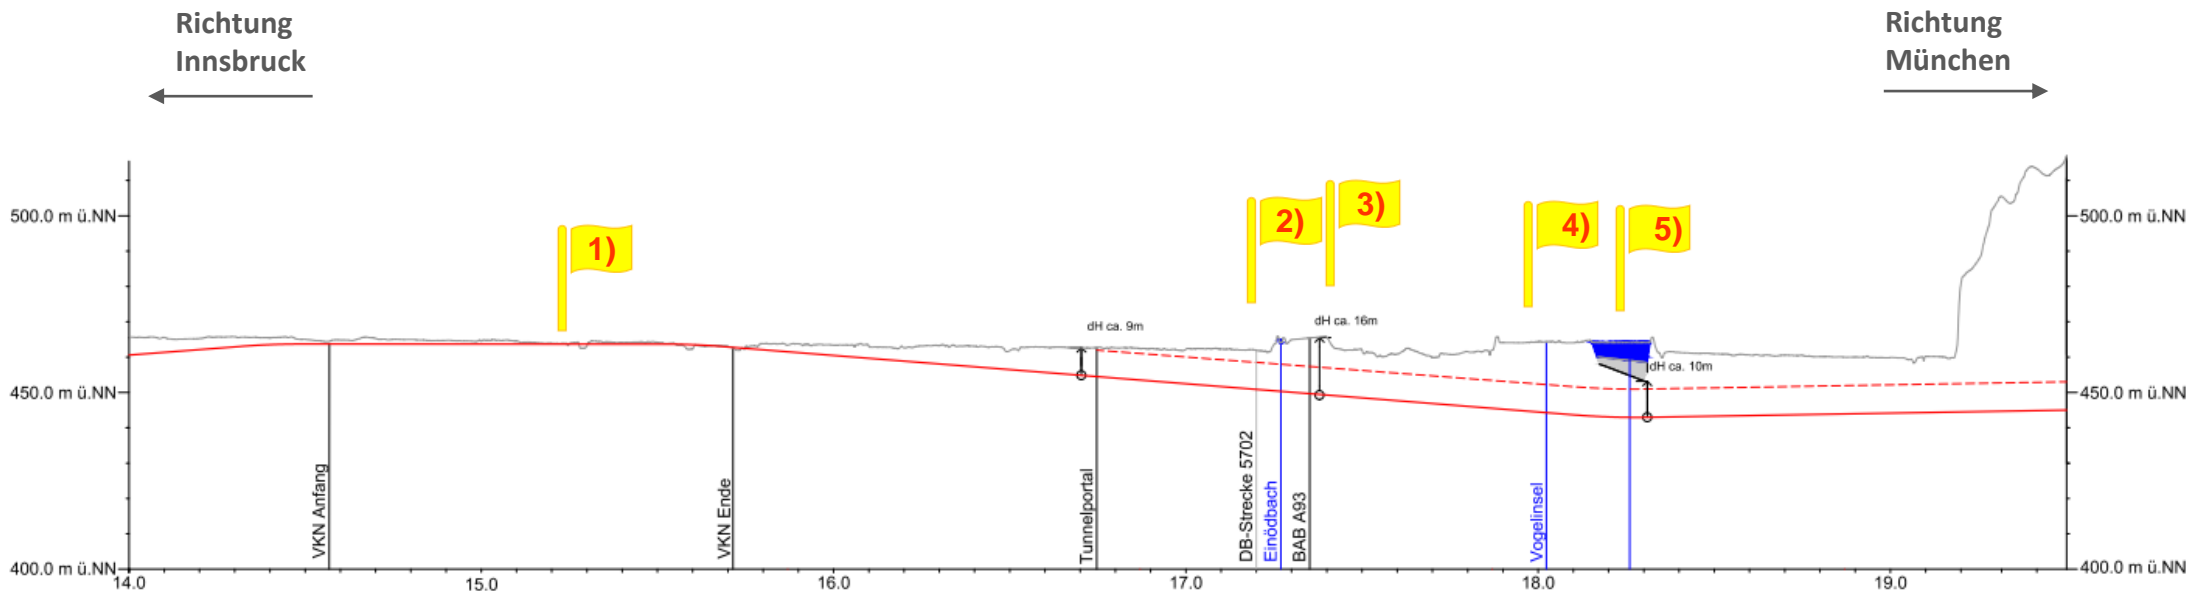 Richtung
Innsbruck
Richtung
München
500.0 m ü.NN
450.0 m ü.NN
400.0 m ü.NN
500.0 m ü.NN
450.0 m ü.NN
400.0 m ü.NN
1)
2)
3)
4)
5)
dH ca. 9m
dH ca. 16m
dH ca. 10m
VKN Anfang
VKN Ende
Tunnelportal
DB-Strecke 5702
Einödbach
BAB A93
Vogelinsel
14.0
15.0
16.0
17.0
18.0
19.0